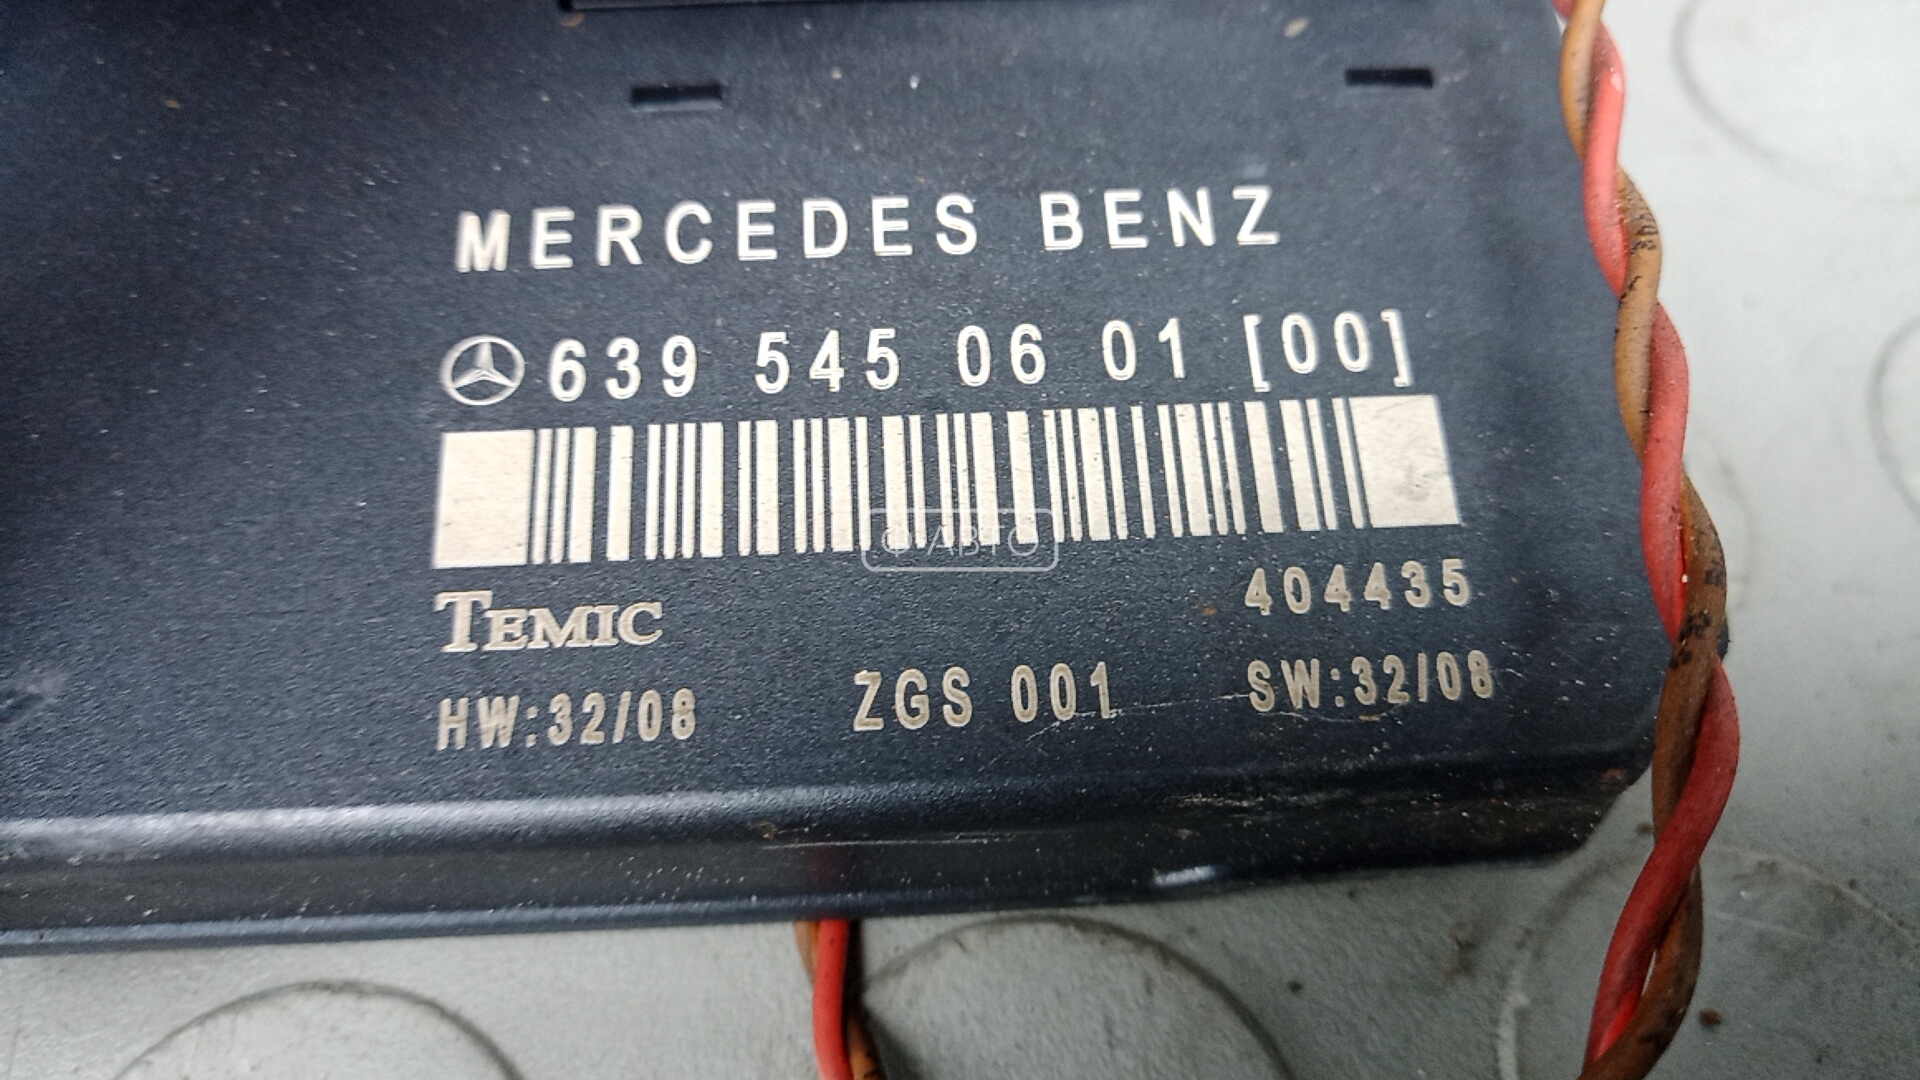 MERCEDES BENZ
639 545 06 01 [00]
Ф АВТО
TEMIC
404435
HW:32/08
ZGS 001
SW:32/08